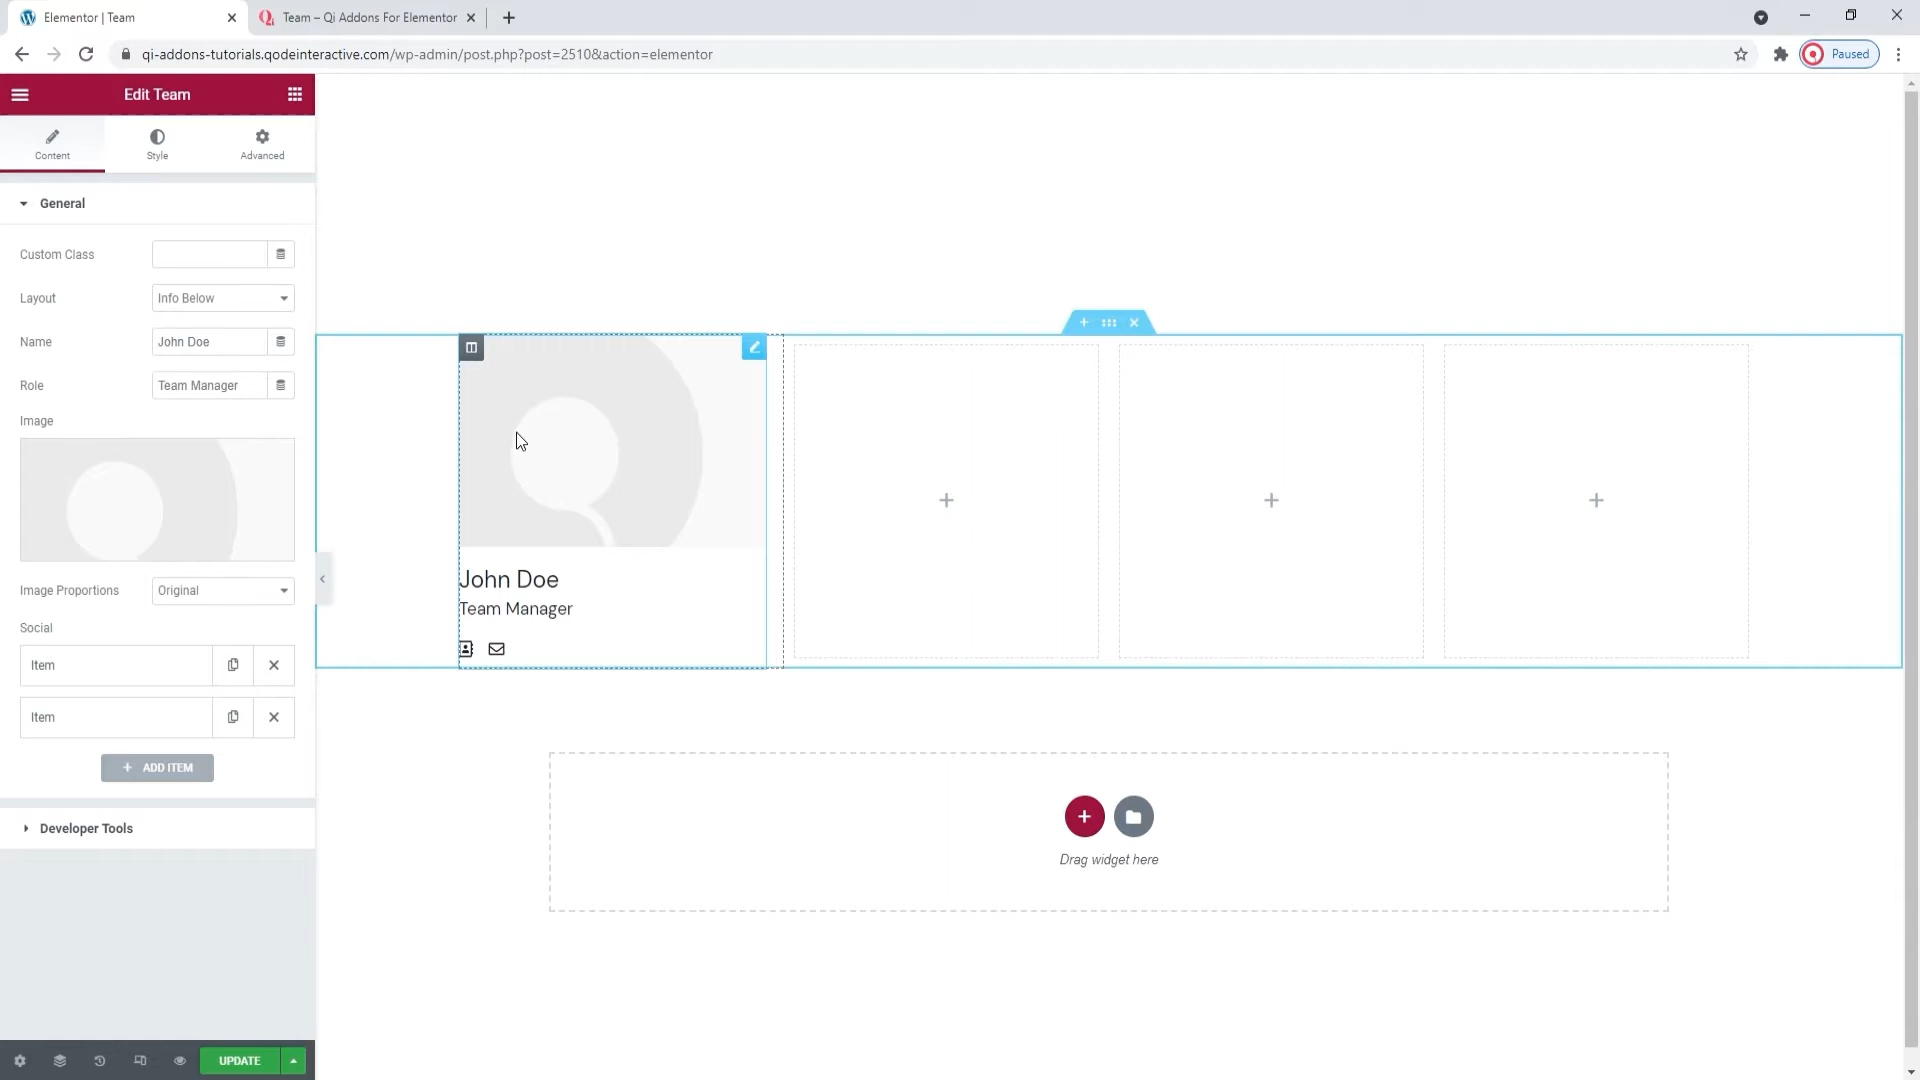 Elementor | Team
Team – Qi Addons For Elementor
qi-addons-tutorials.qodeinteractive.com/wp-admin/post.php?post=2510&action=elementor
Paused
Edit Team
Content
Style
Advanced
General
Custom Class
Layout
Info Below
Name
John Doe
Role
Team Manager
Image
Image Proportions
Original
Social
Item
Item
ADD ITEM
Developer Tools
UPDATE
John Doe
Team Manager
Drag widget here